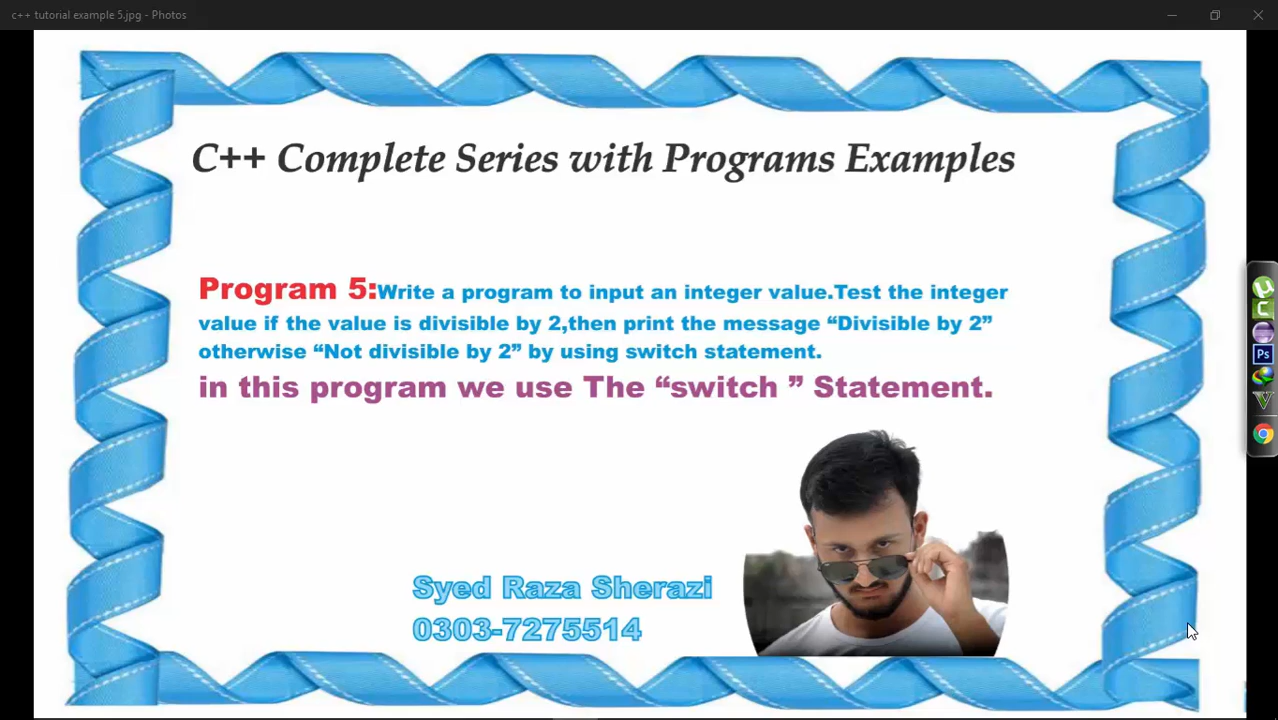 c++ tutorial example 5.jpg - Photos
C++ Complete Series with Programs Examples
Program 5:Write a program to input an integer value.Test the integer
value if the value is divisible by 2,then print the message “Divisible by 2”
otherwise “Not divisible by 2” by using switch statement.
in this program we use The “switch ” Statement.
Syed Raza Sherazi
0303-7275514
Ps